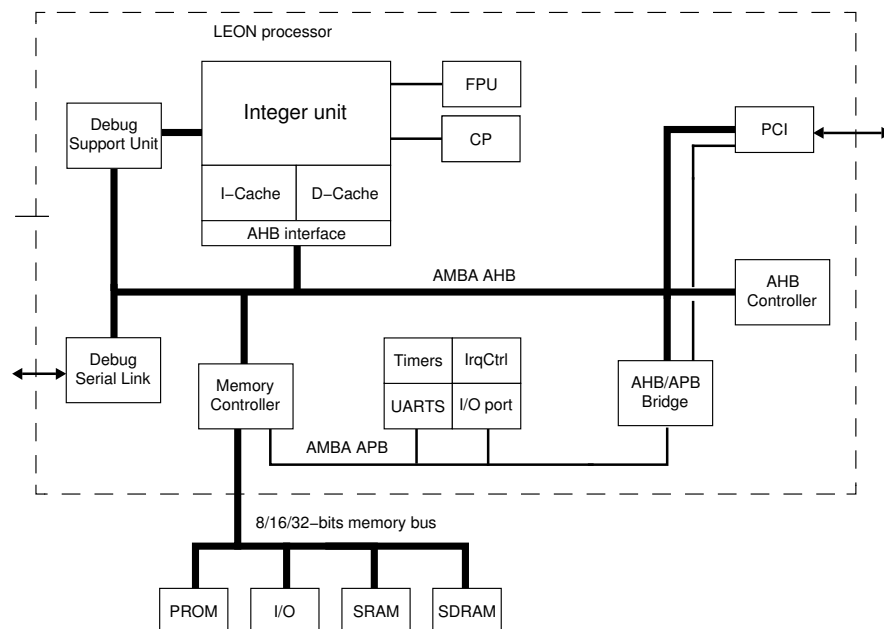 LEON processor
FPU
Integer unit
CP
Debug
Support Unit
PCI
I-Cache
D-Cache
AHB interface
AMBA AHB
AHB
Controller
Debug
Serial Link
Memory
Controller
Timers
IrqCtrl
UARTS
I/O port
AHB/APB
Bridge
AMBA APB
8/16/32-bits memory bus
PROM
I/O
SRAM
SDRAM